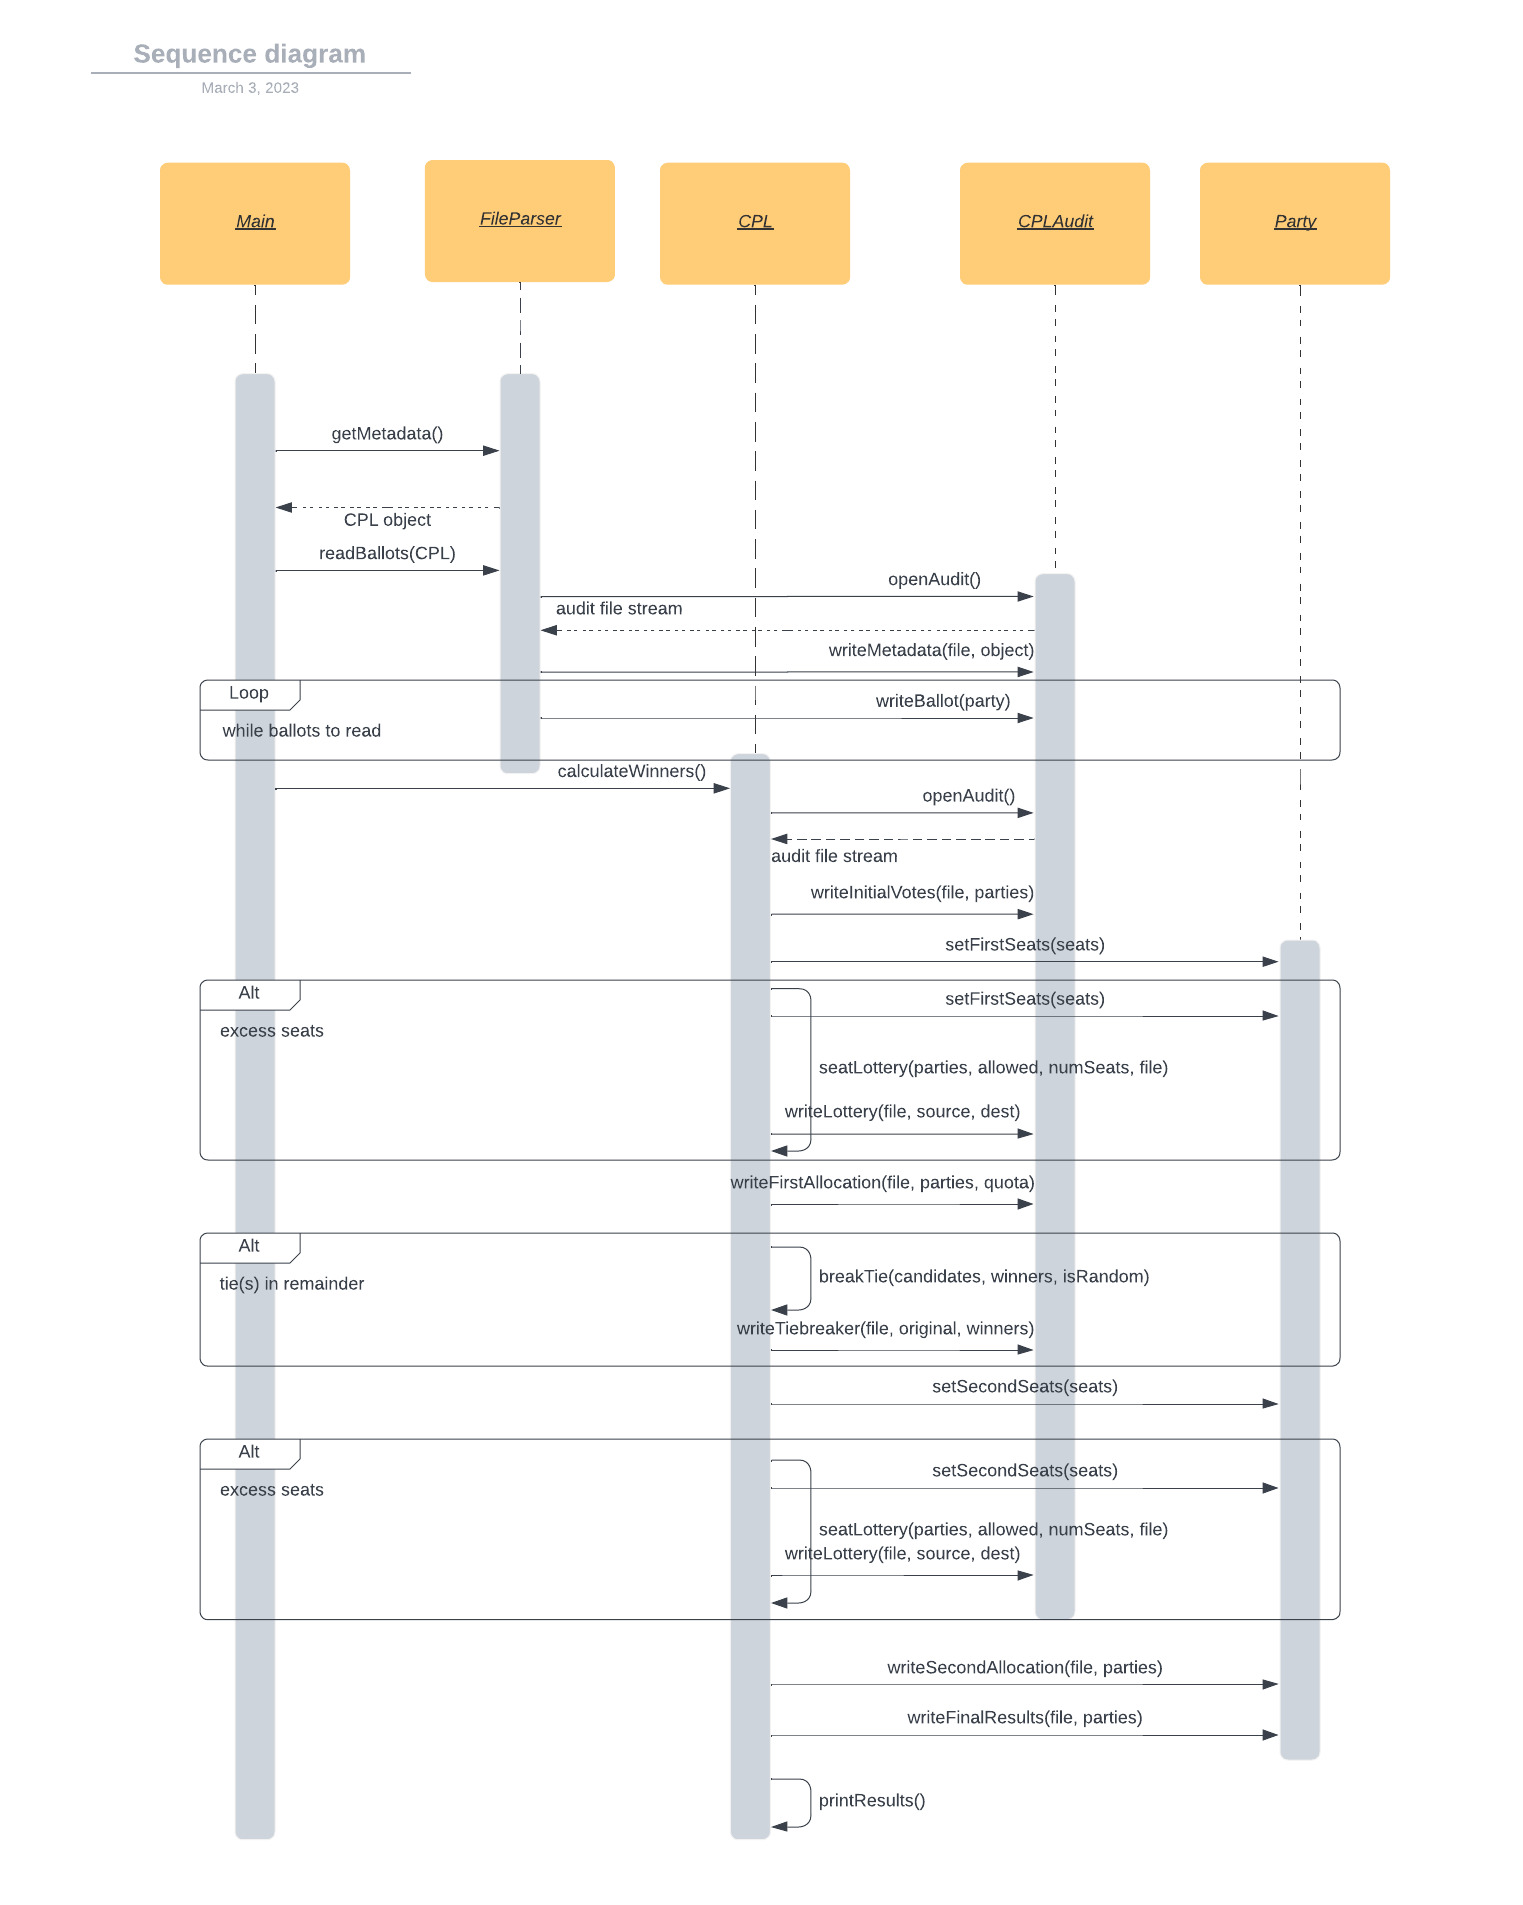 Sequence diagram
March 3, 2023
Main
FileParser
CPL
CPLAudit
Party
getMetadata()
CPL object
readBallots(CPL)
openAudit()
audit file stream
writeMetadata(file, object)
Loop
writeBallot(party)
while ballots to read
calculateWinners()
openAudit()
audit file stream
writeInitialVotes(file, parties)
setFirstSeats(seats)
Alt
setFirstSeats(seats)
excess seats
seatLottery(parties, allowed, numSeats, file)
writeLottery(file, source, dest)
writeFirstAllocation(file, parties, quota)
Alt
tie(s) in remainder
breakTie(candidates, winners, isRandom)
writeTiebreaker(file, original, winners)
setSecondSeats(seats)
Alt
setSecondSeats(seats)
excess seats
seatLottery(parties, allowed, numSeats, file)
writeLottery(file, source, dest)
writeSecondAllocation(file, parties)
writeFinalResults(file, parties)
printResults()